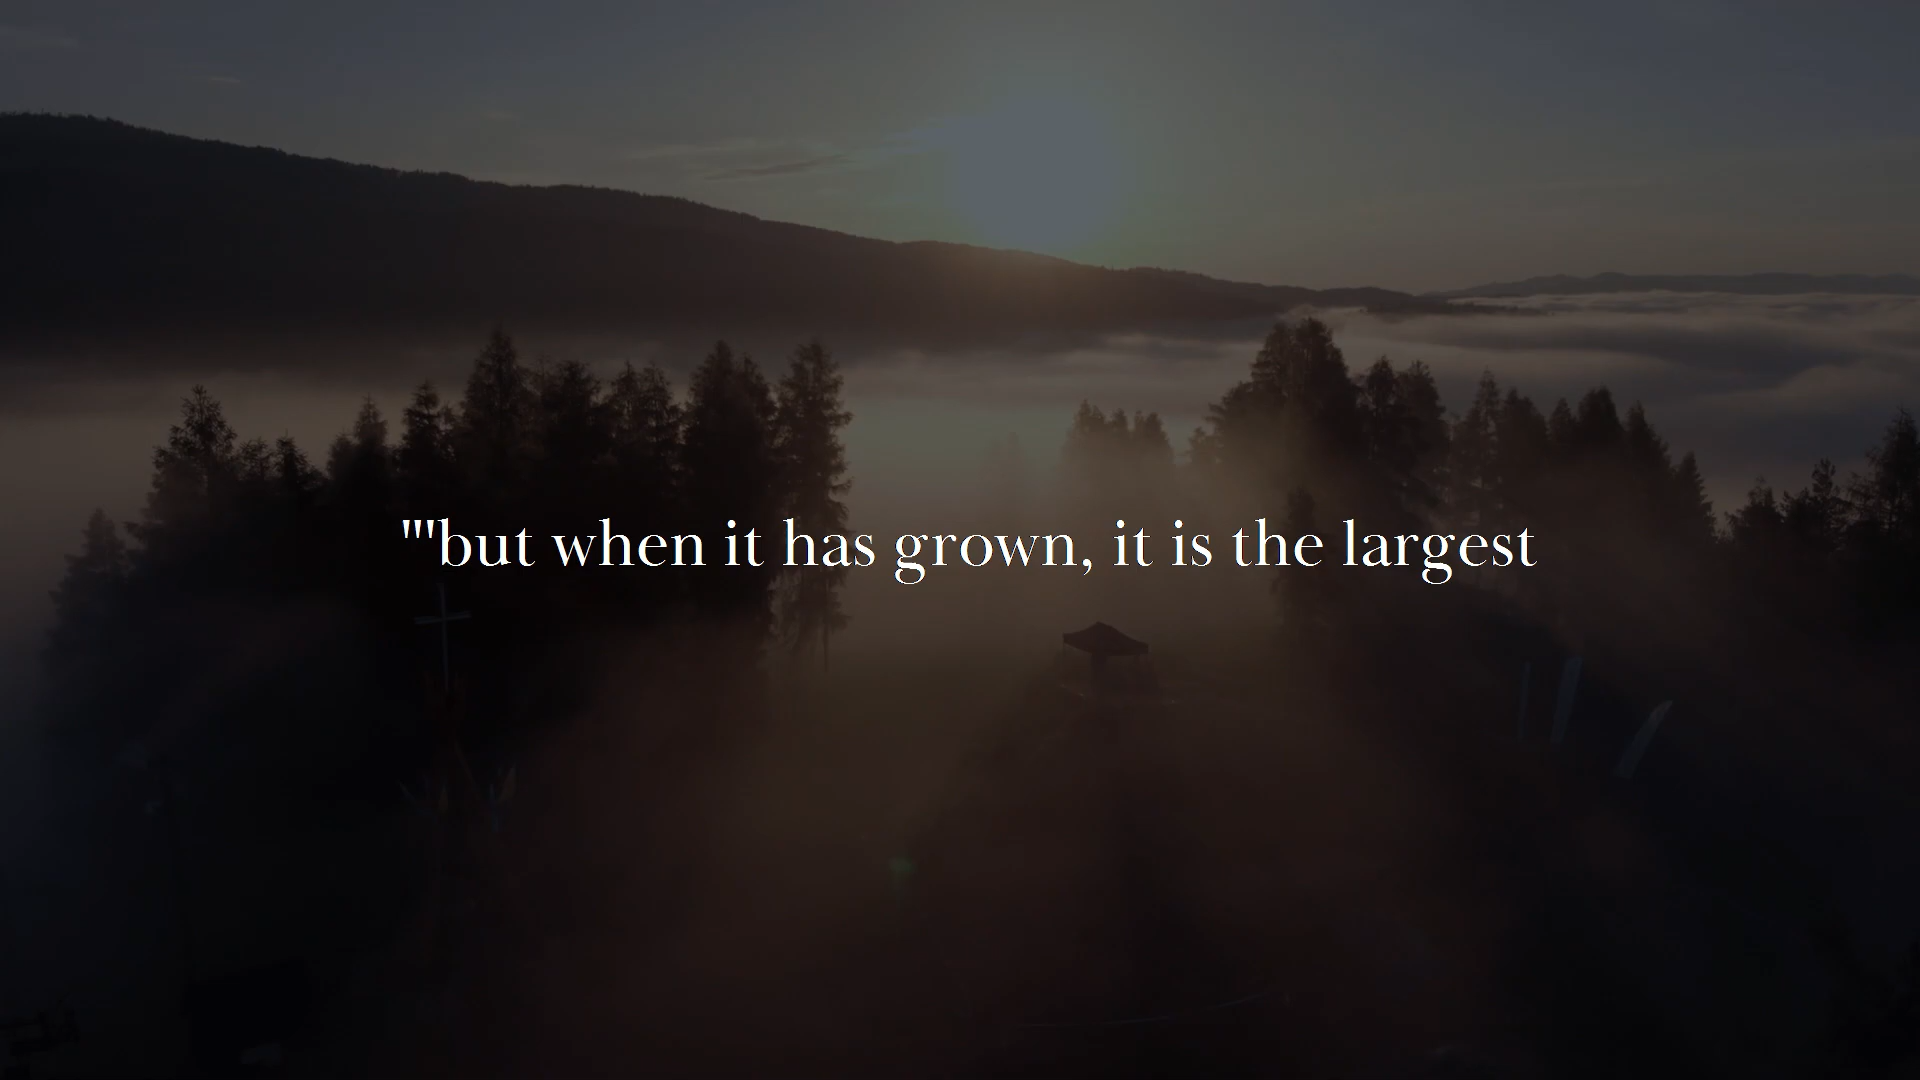 "'but when it has grown, it is the largest